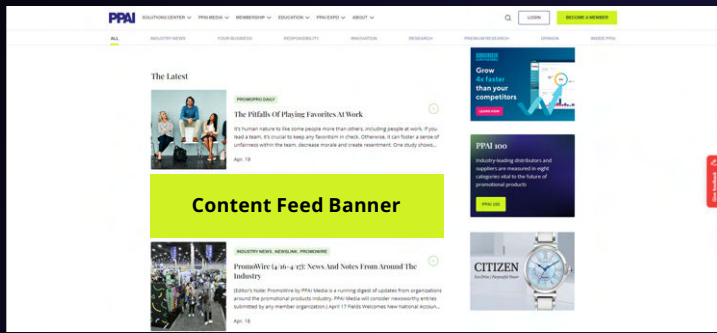 PPAI
SOLUTIONS CENTER PPAI MEDIA MEMBERSHIP EDUCATION PPAI EXPO ABOUT LOGIN BECOME A MEMBER
ALL INDUSTRY NEWS YOUR BUSINESS RESPONSIBILITY INNOVATION RESEARCH PREMIUM RESEARCH OPINION INSIDE PPAI
The Latest
PROMOPRO DAILY
The Pitfalls Of Playing Favorites At Work
It's human nature to like some people more than others, including people at work. If you
lead a team, it's crucial to keep any favoritism in check. Otherwise, it can foster a sense of
unfairness within the team, decrease morale and create resentment. One study shows...
Apr. 19
Content Feed Banner
INDUSTRY NEWS, NEWSLINK, PROMOWIRE
PromoWire (4/16-4/17): News And Notes From Around The
Industry
(Editor's Note: PromoWire by PPAI Media is a running digest of updates from organizations
around the promotional products industry. PPAI Media will consider newsworthy entries
submitted by any member organization.) April 17 Fields Welcomes New National Accoun...
Apr. 18
Grow
4x faster
than your
competitors
LEARN NOW
PPAI 100
Industry-leading distributors and
suppliers are measured in eight
categories vital to the future of
promotional products
PPAI 100
CITIZEN
Give feedback